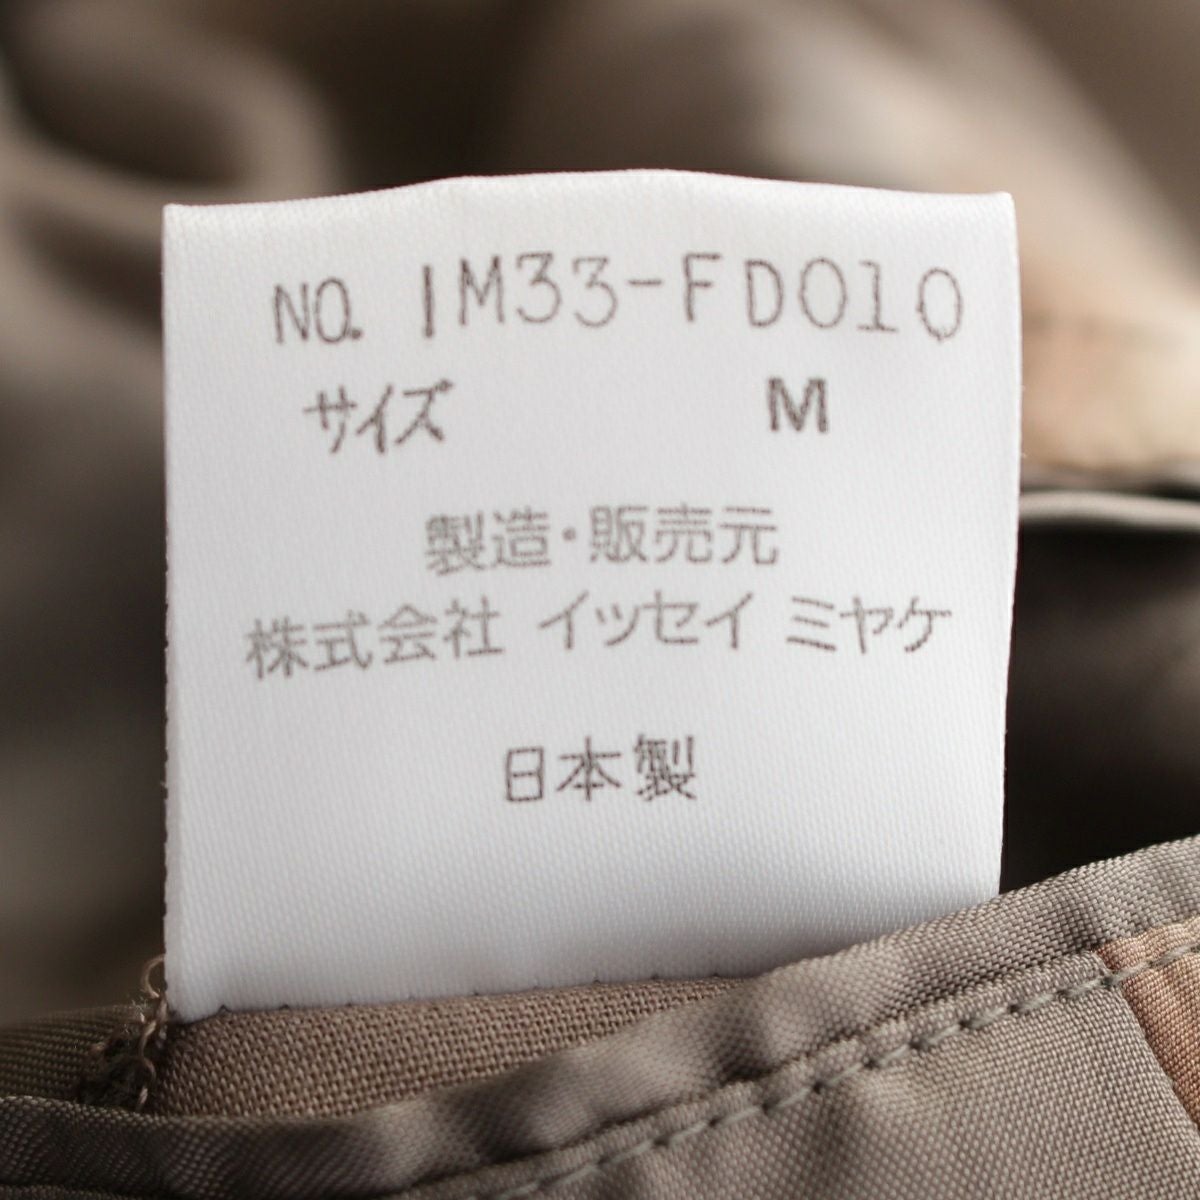 NO. IM33-FD010
サイズ M
製造・販売元
株式会社 イッセイ ミヤケ
日本製